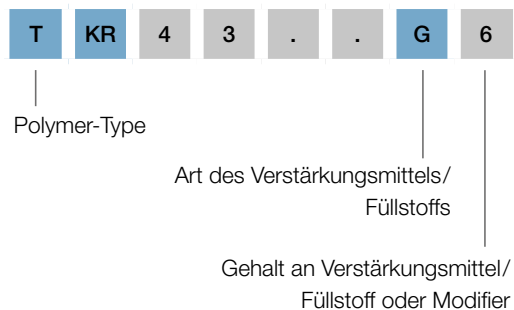 T KR 4 3 . . G 6
Polymer-Type
Art des Verstärkungsmittels/
Füllstoffs
Gehalt an Verstärkungsmittel/
Füllstoff oder Modifier